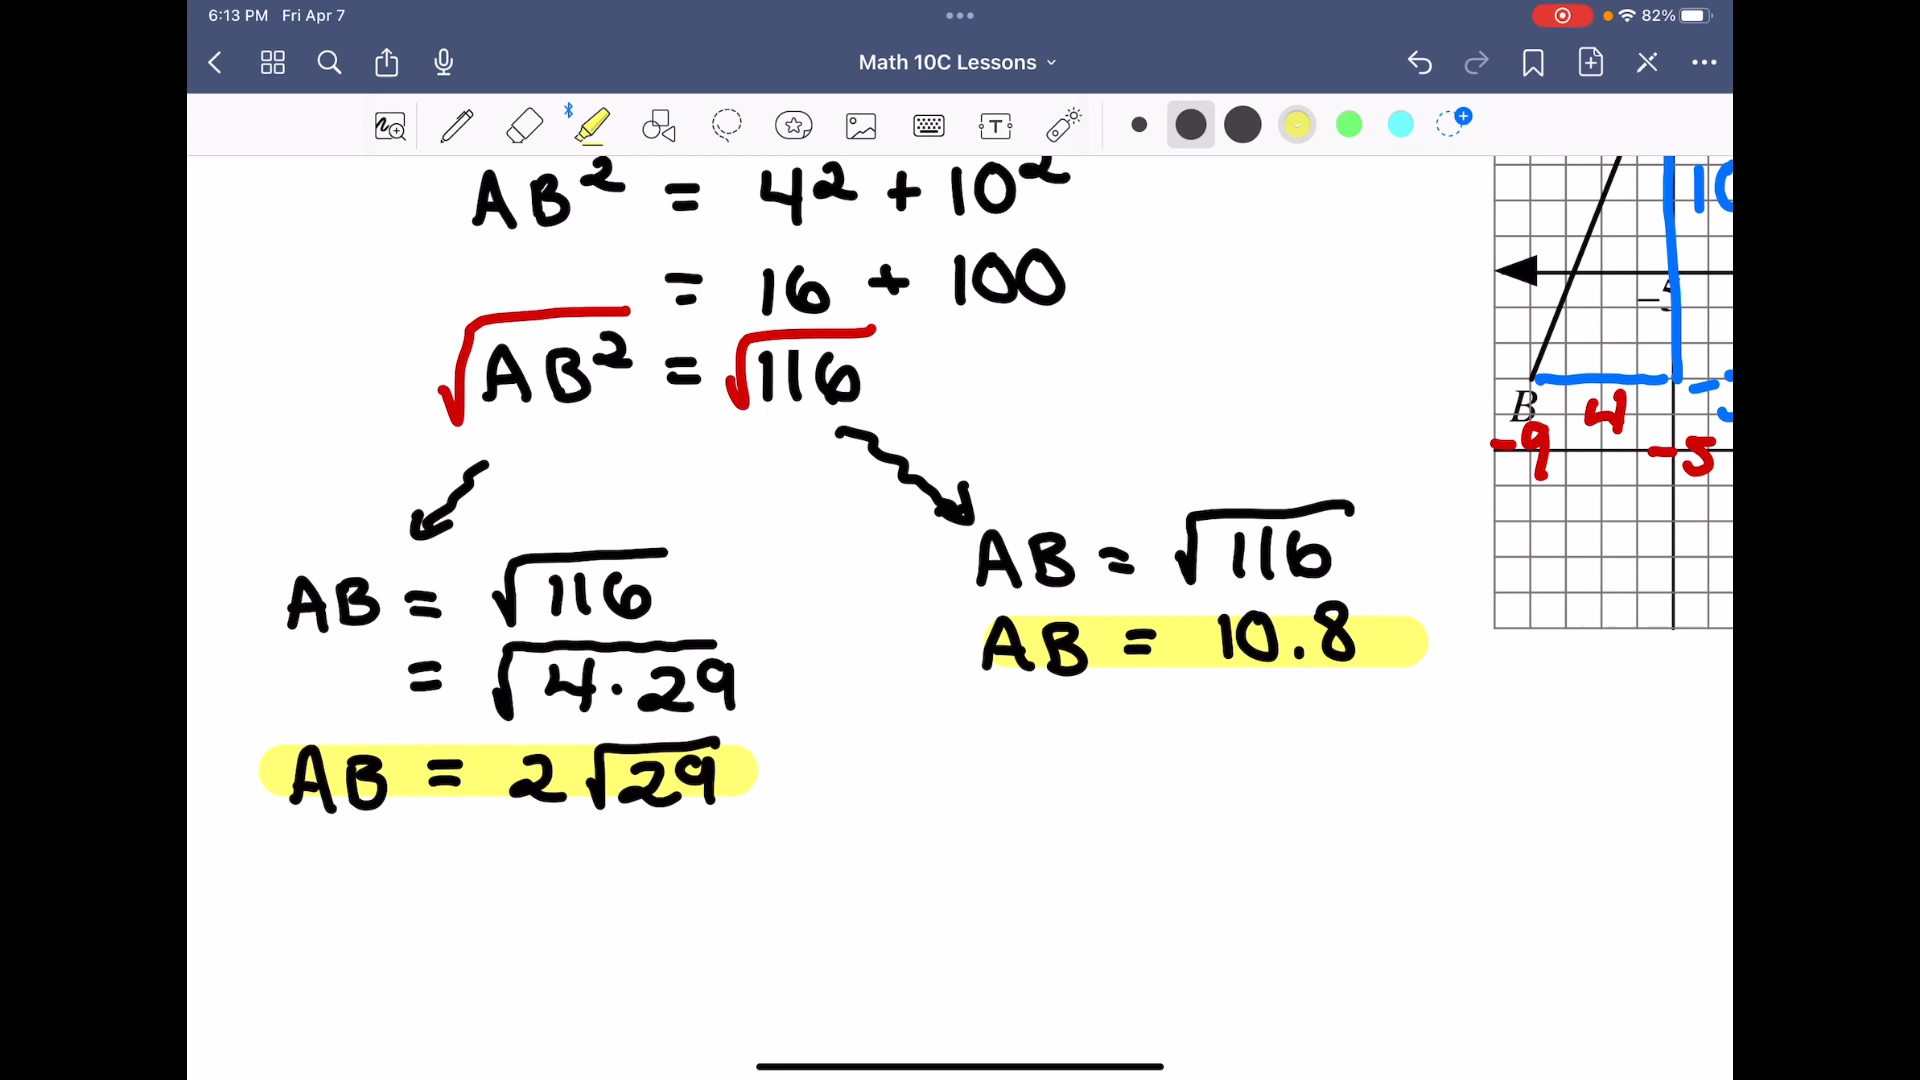 6:13 PM Fri Apr 7
82%
Math 10C Lessons
T
AB² = 4² + 10²
= 16 + 100
√AB² = √116
AB = √116
= √4·29
AB = 2√29
AB = √116
AB = 10.8
10
B
4
-9
-5